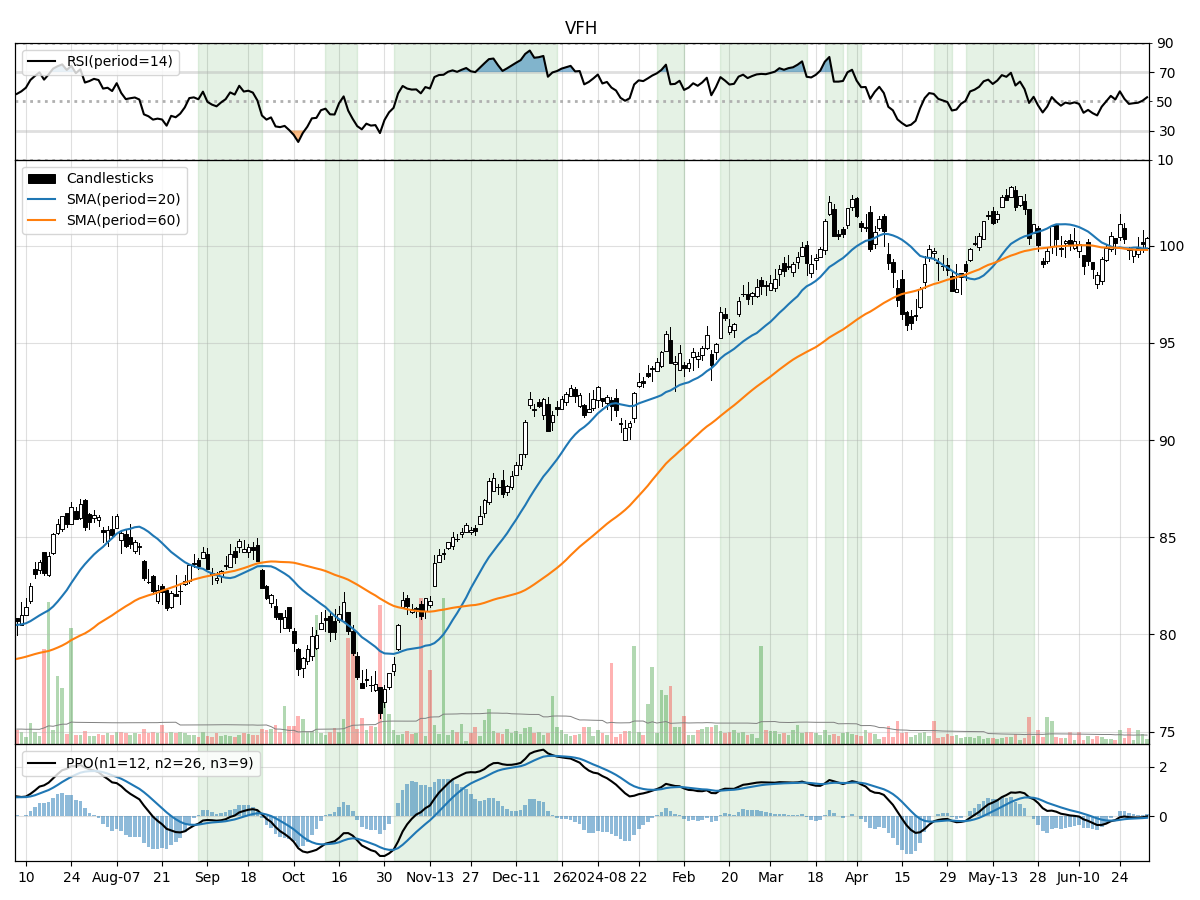 VFH
RSI(period=14)
90
70
50
30
10
Candlesticks
SMA(period=20)
SMA(period=60)
100
95
90
85
80
75
PPO(n1=12, n2=26, n3=9)
2
0
10 24 Aug-07 21 Sep 18 Oct 16 30 Nov-13 27 Dec-11 26 2024-08 22 Feb 20 Mar 18 Apr 15 29 May-13 28 Jun-10 24